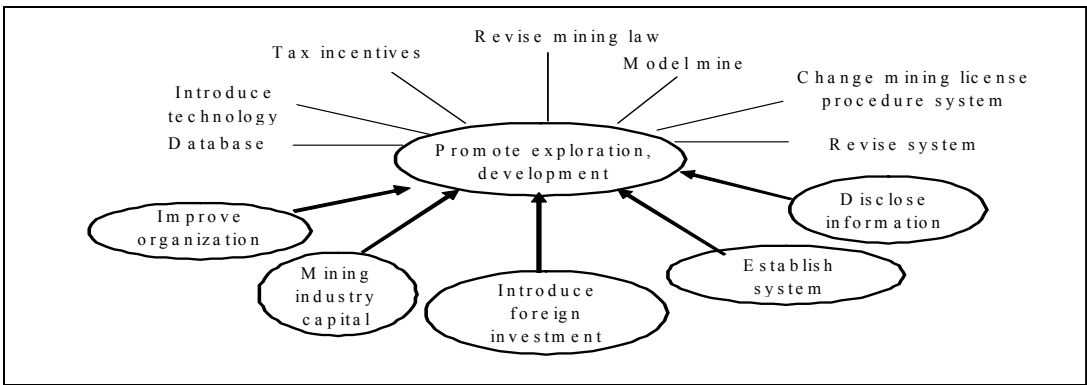 Revise mining law
Tax incentives
Model mine
Change mining license
procedure system
Introduce
technology
Database
Revise system
Promote exploration,
development
Disclose
information
Improve
organization
Establish
system
Mining
industry
capital
Introduce
foreign
investment